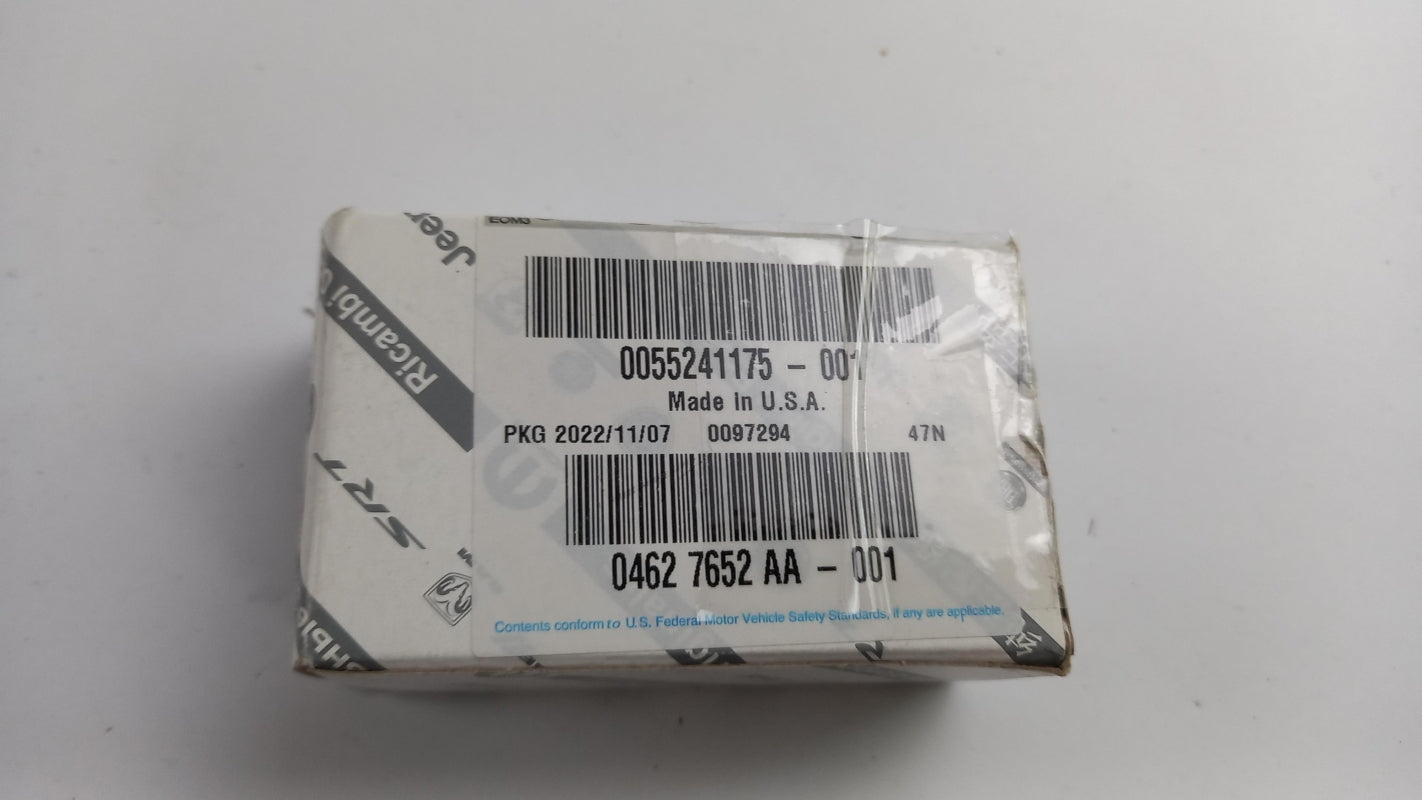 ECM3
Jeep
Ricambi
SRT
0055241175 – 001
Made in U.S.A.
PKG 2022/11/07 0097294 47N
0462 7652 AA – 001
Contents conform to U.S. Federal Motor Vehicle Safety Standards, if any are applicable.